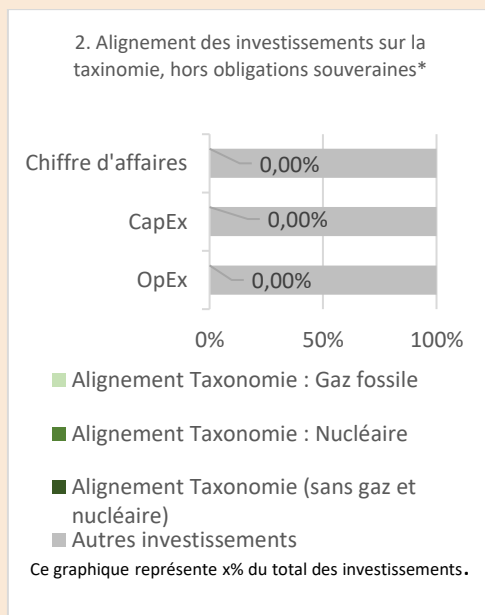 2. Alignement des investissements sur la
taxinomie, hors obligations souveraines*
Chiffre d'affaires
0,00%
CapEx
0,00%
OpEx
0,00%
0%
50%
100%
Alignement Taxonomie : Gaz fossile
Alignement Taxonomie : Nucléaire
Alignement Taxonomie (sans gaz et
nucléaire)
Autres investissements
Ce graphique représente x% du total des investissements.